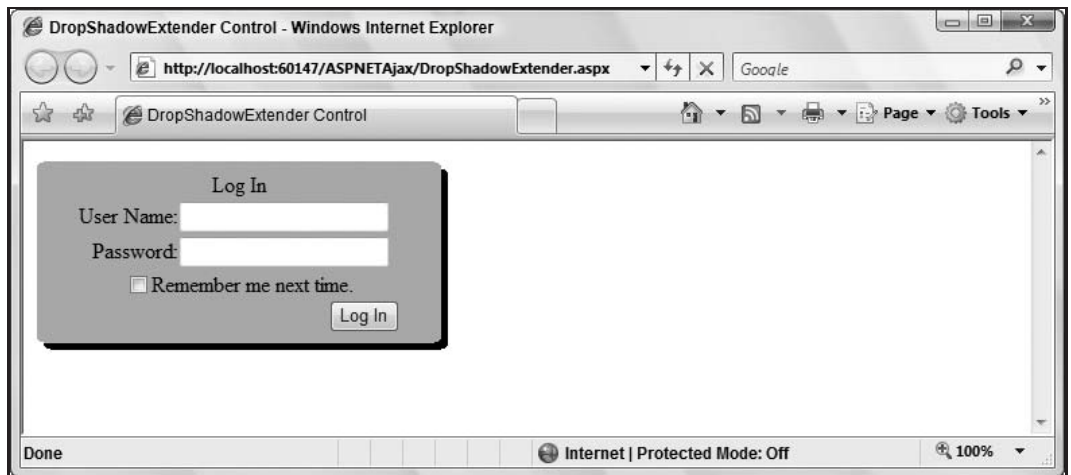 DropShadowExtender Control - Windows Internet Explorer
http://localhost:60147/ASPNETAjax/DropShadowExtender.aspx
Google
DropShadowExtender Control
Page
Tools
Log In
User Name:
Password:
Remember me next time.
Log In
Done
Internet | Protected Mode: Off
100%